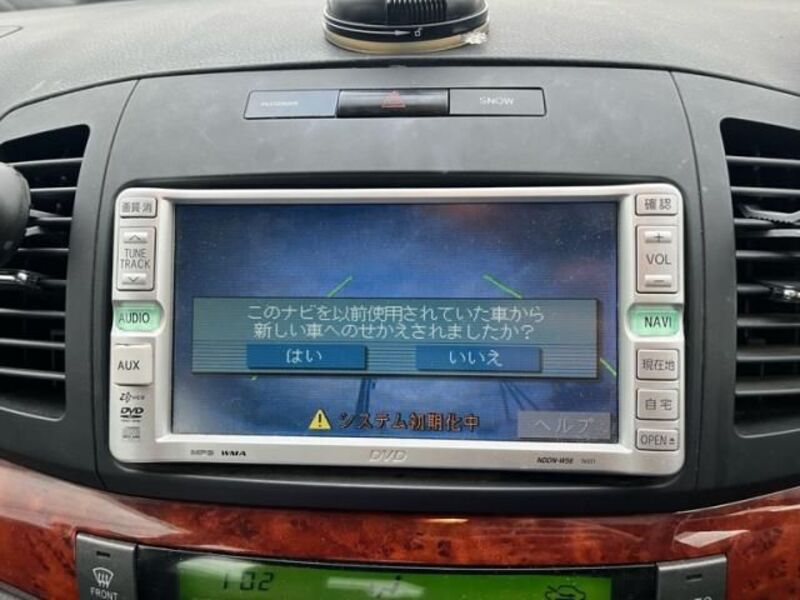 PASSENGER
SNOW
画質 消
TUNE
TRACK
AUDIO
AUX
DVD
このナビを以前使用されていた車から
新しい車へのせかえされましたか?
はい
いいえ
システム初期化中
ヘルプ
確認
+
VOL
−
NAVI
現在地
自宅
OPEN
MP3 WMA
DVD
NDDN-W56
FRONT